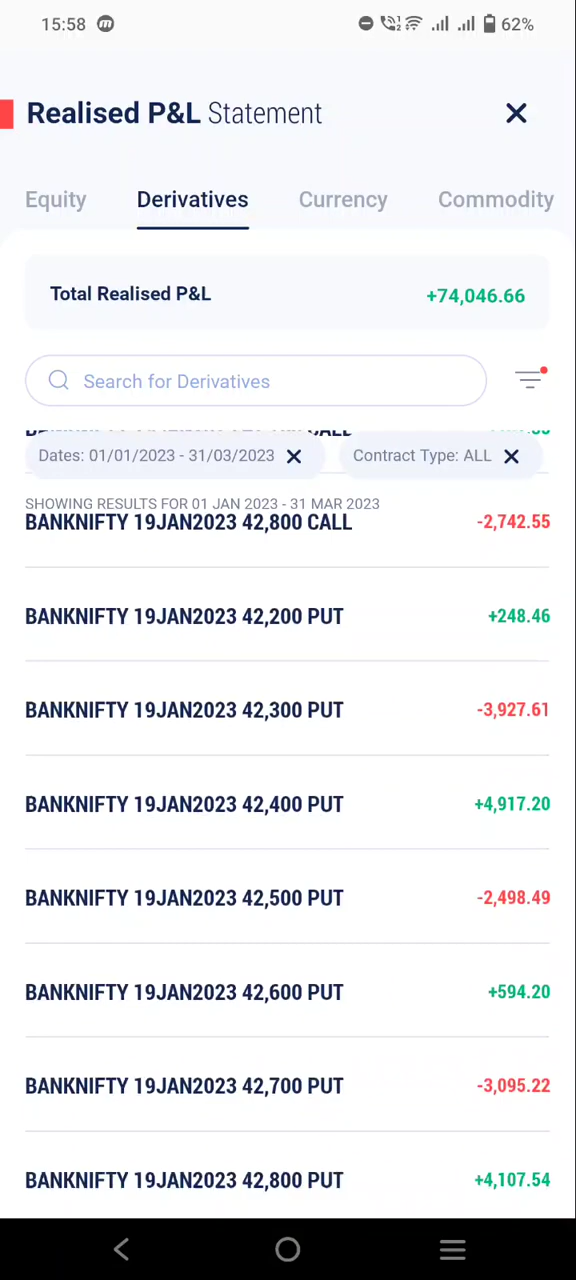 15:58
62%
Realised P&L Statement
Equity Derivatives Currency Commodity
Total Realised P&L +74,046.66
Search for Derivatives
Dates: 01/01/2023 - 31/03/2023 Contract Type: ALL
SHOWING RESULTS FOR 01 JAN 2023 - 31 MAR 2023
BANKNIFTY 19JAN2023 42,800 CALL -2,742.55
BANKNIFTY 19JAN2023 42,200 PUT +248.46
BANKNIFTY 19JAN2023 42,300 PUT -3,927.61
BANKNIFTY 19JAN2023 42,400 PUT +4,917.20
BANKNIFTY 19JAN2023 42,500 PUT -2,498.49
BANKNIFTY 19JAN2023 42,600 PUT +594.20
BANKNIFTY 19JAN2023 42,700 PUT -3,095.22
BANKNIFTY 19JAN2023 42,800 PUT +4,107.54